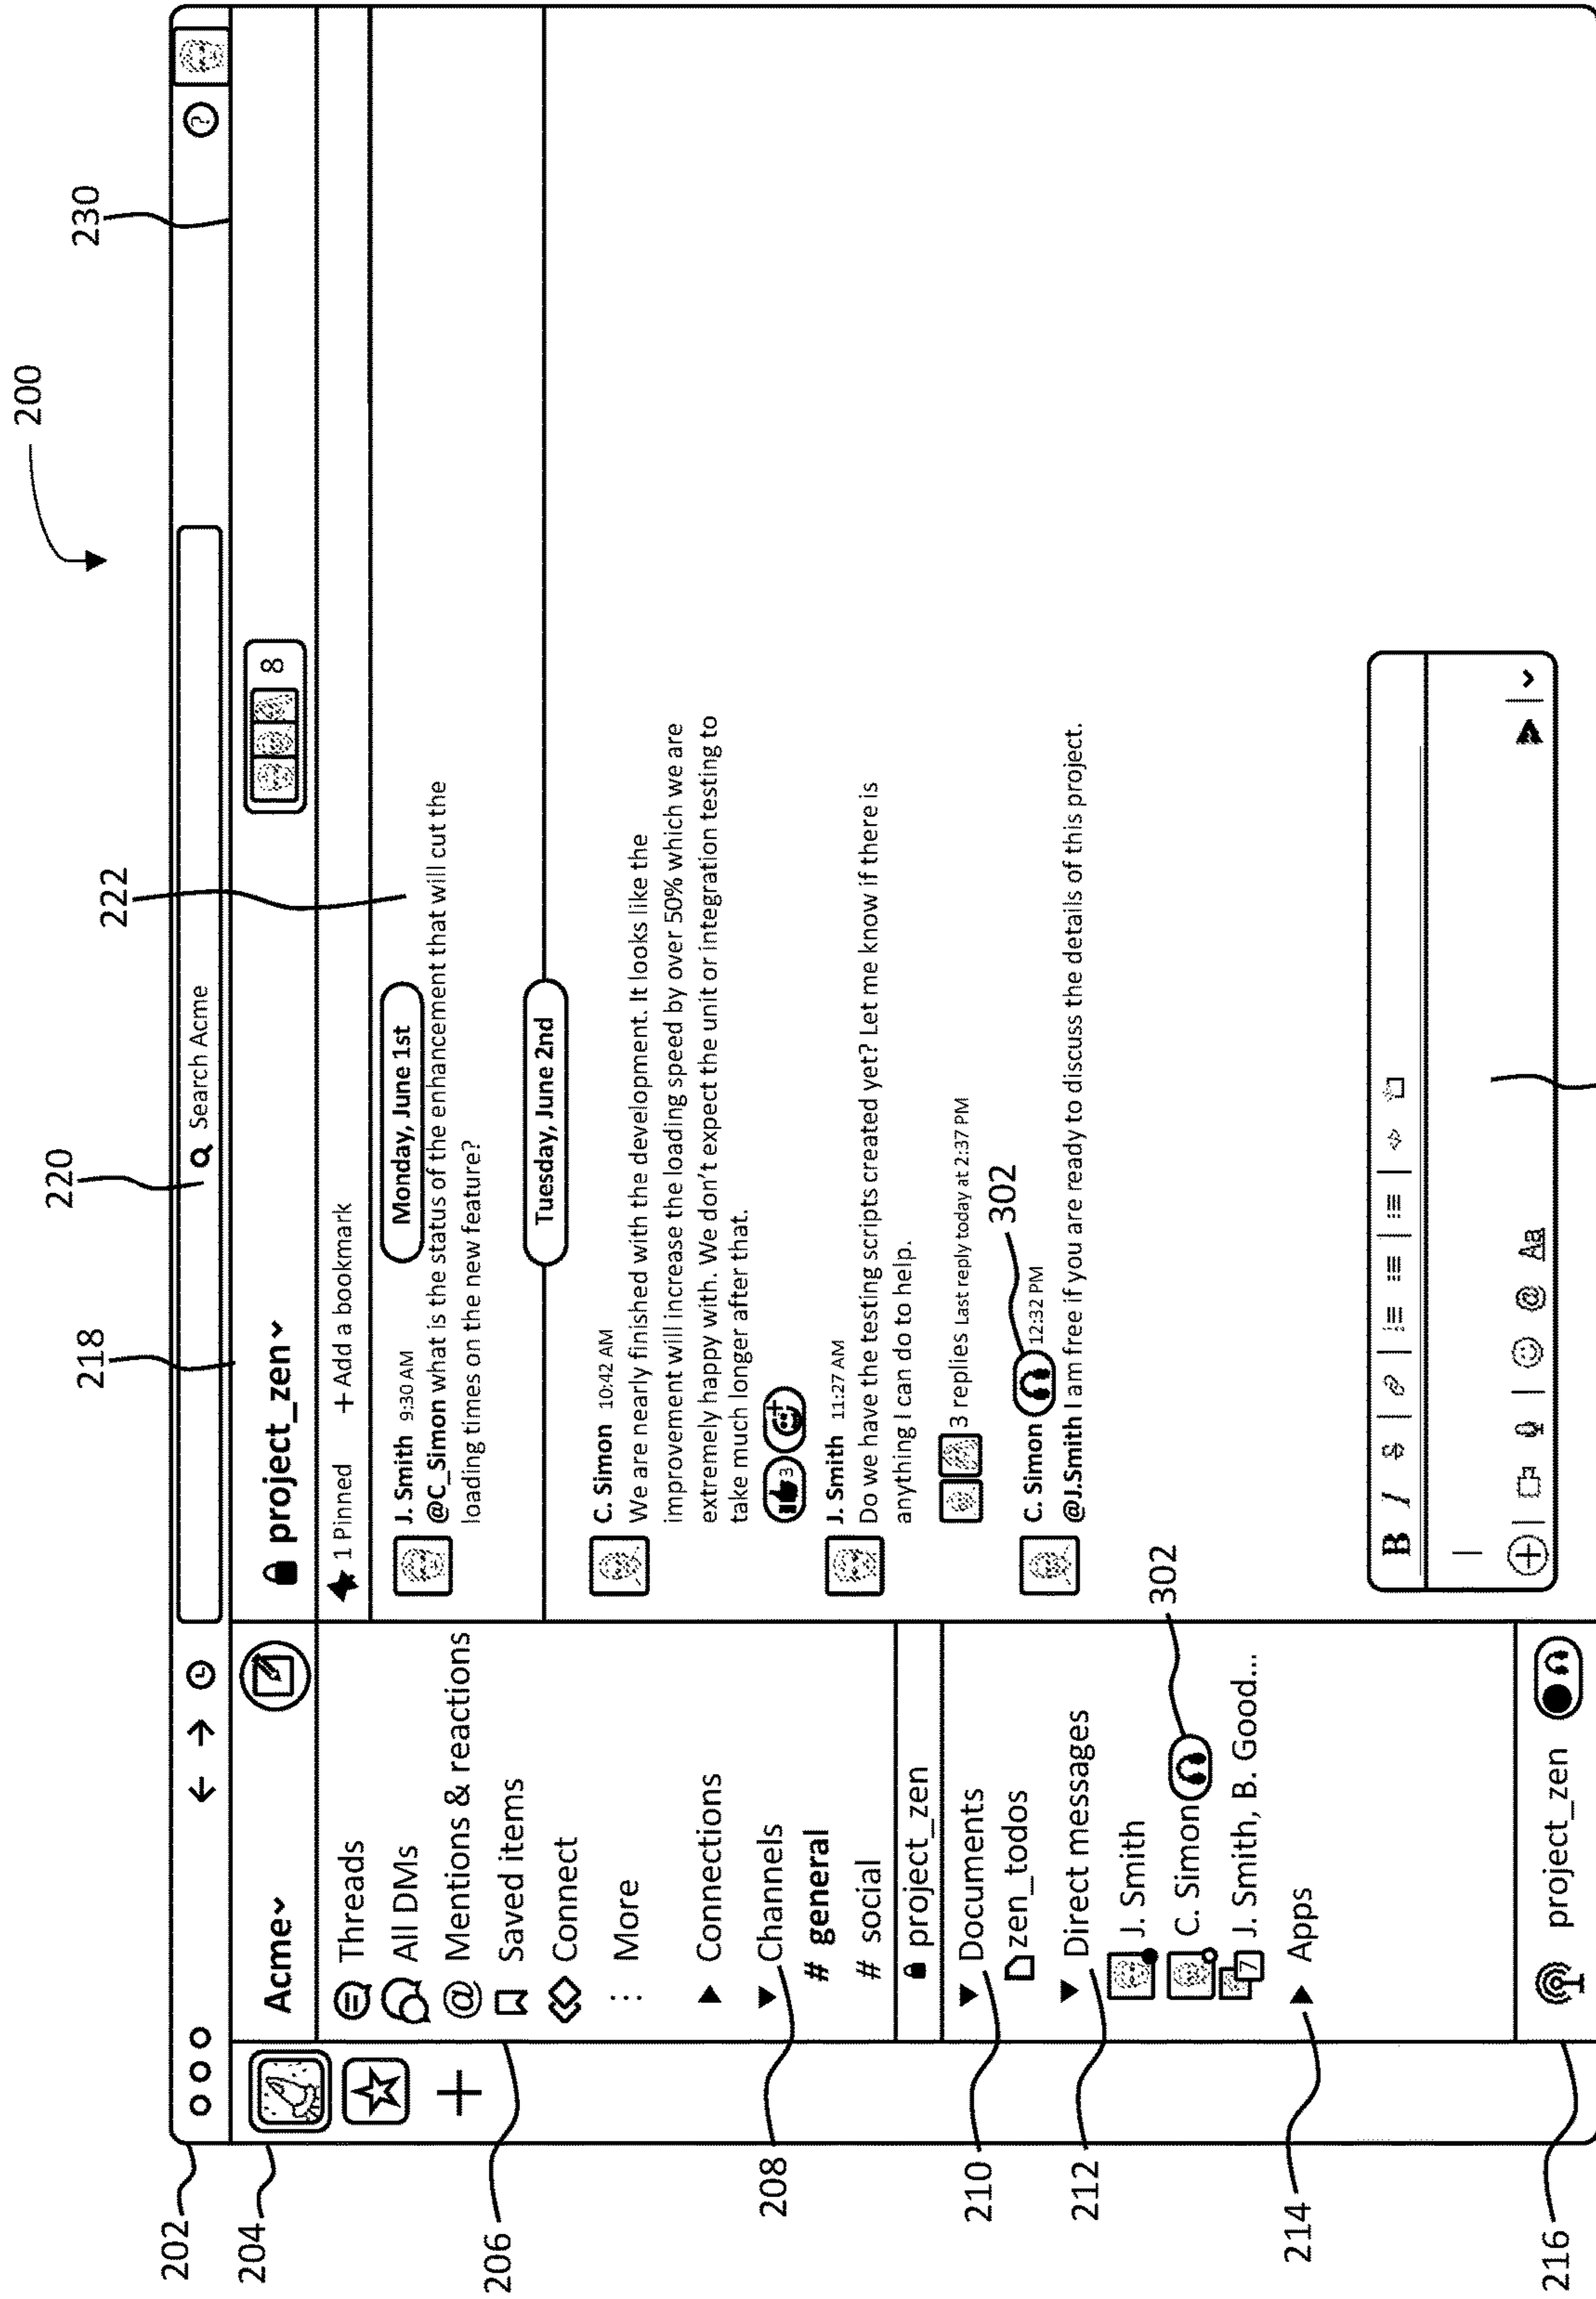 200
202
204
206
208
210
212
214
216
218
220
222
230
Search Acme
?
Acme
Threads
All DMs
@ Mentions & reactions
Saved items
Connect
More
Connections
Channels
# general
# social
project_zen
Documents
zen_todos
Direct messages
J. Smith
C. Simon
302
7 J. Smith, B. Good...
Apps
project_zen
project_zen
8
1 Pinned + Add a bookmark
Monday, June 1st
J. Smith 9:30 AM
@C_Simon what is the status of the enhancement that will cut the
loading times on the new feature?
Tuesday, June 2nd
C. Simon 10:42 AM
We are nearly finished with the development. It looks like the
improvement will increase the loading speed by over 50% which we are
extremely happy with. We don't expect the unit or integration testing to
take much longer after that.
3
J. Smith 11:27 AM
Do we have the testing scripts created yet? Let me know if there is
anything I can do to help.
3 replies Last reply today at 2:37 PM
302
C. Simon 12:32 PM
@J.Smith I am free if you are ready to discuss the details of this project.
B I S
@ Aa